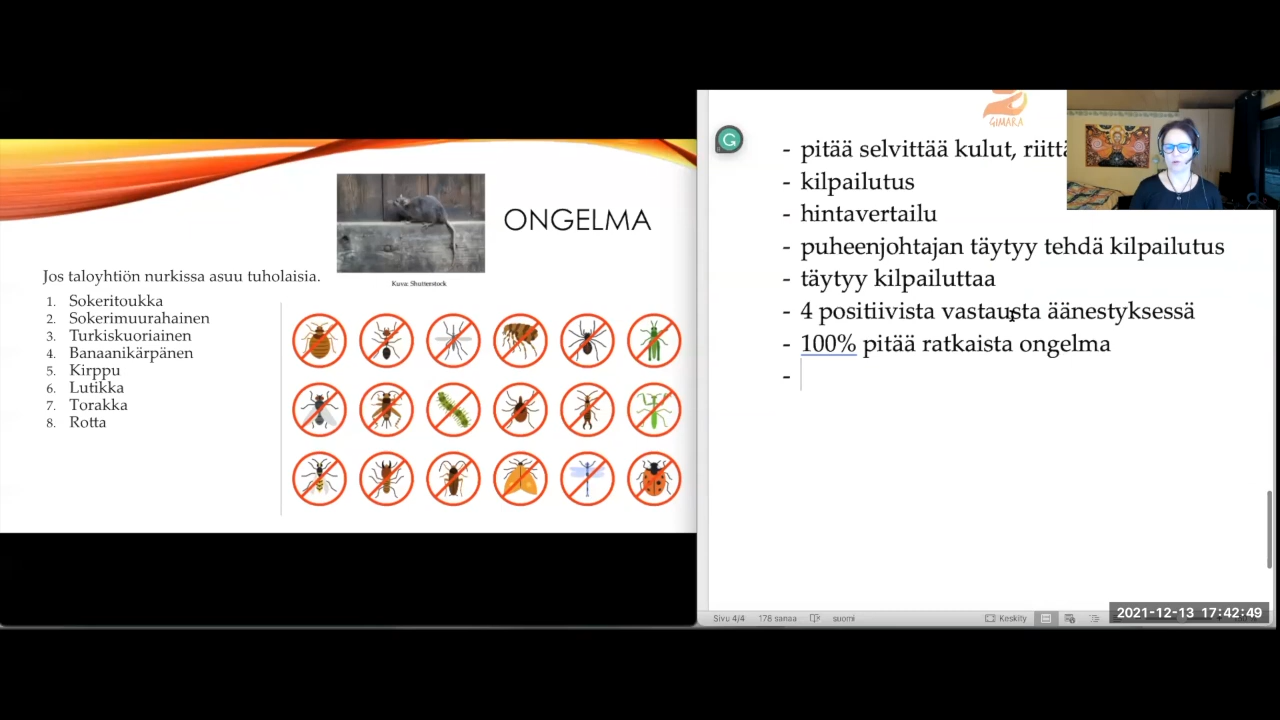 ONGELMA
Kuva: Shutterstock
Jos taloyhtiön nurkissa asuu tuholaisia.
1. Sokeritoukka
2. Sokerimuurahainen
3. Turkiskuoriainen
4. Banaanikärpänen
5. Kirppu
6. Lutikka
7. Torakka
8. Rotta
GIMARA
- pitää selvittää kulut, riittä
- kilpailutus
- hintavertailu
- puheenjohtajan täytyy tehdä kilpailutus
- täytyy kilpailuttaa
- 4 positiivista vastausta äänestyksessä
- 100% pitää ratkaista ongelma
-
Sivu 4/4 178 sanaa suomi Keskity
2021-12-13 17:42:49